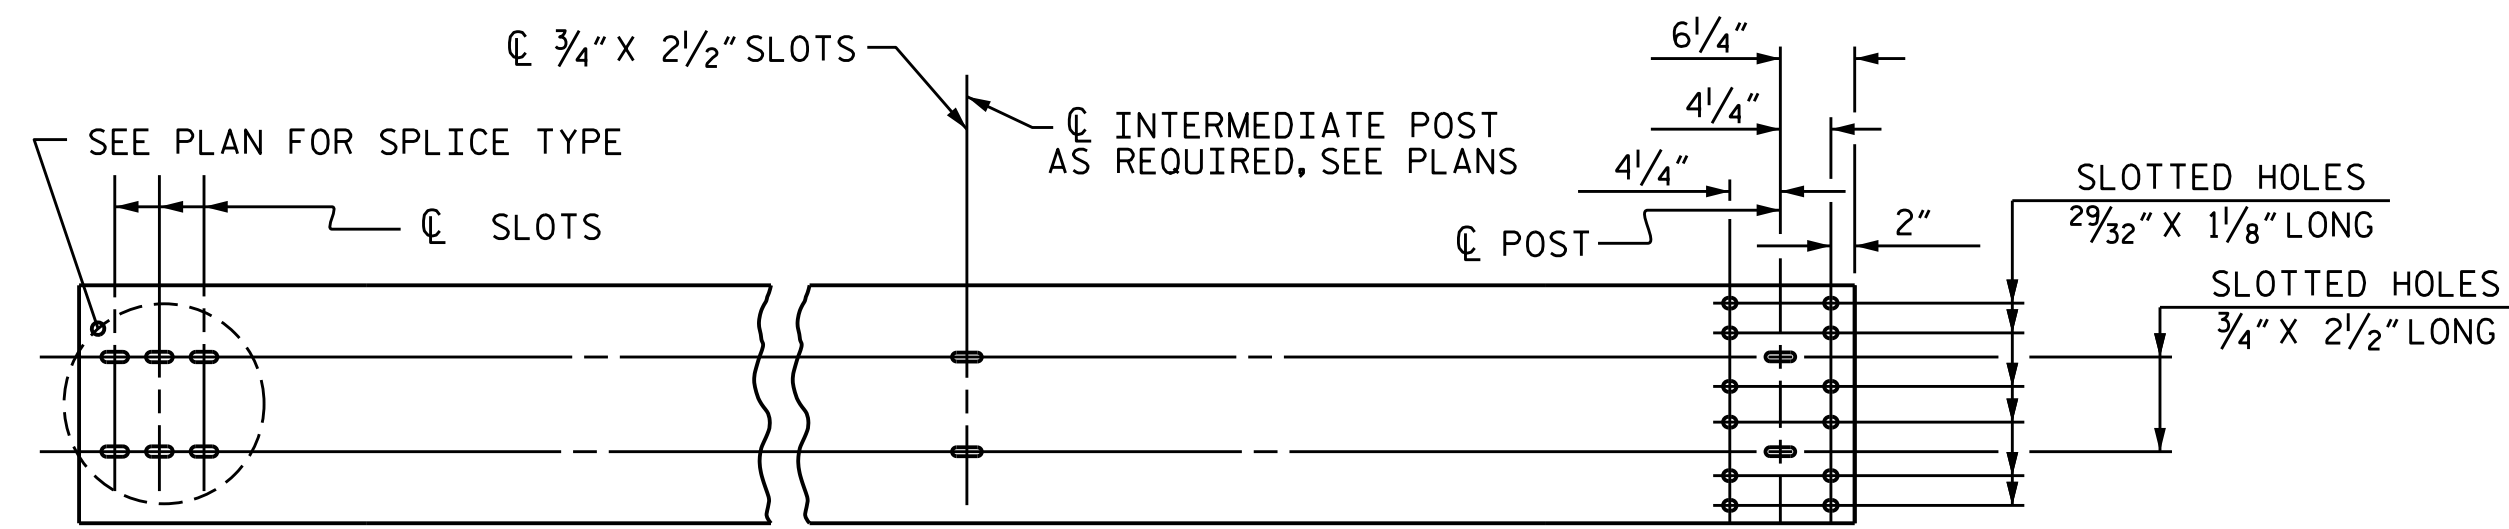 ℄ 3/4" X 2 1/2" SLOTS
6 1/4"
4 1/4"
℄ INTERMEDIATE POST
AS REQUIRED, SEE PLANS
SEE PLAN FOR SPLICE TYPE
4 1/4"
SLOTTED HOLES
29/32" X 1 1/8" LONG
℄ SLOTS
℄ POST
2"
SLOTTED HOLES
3/4" X 2 1/2" LONG